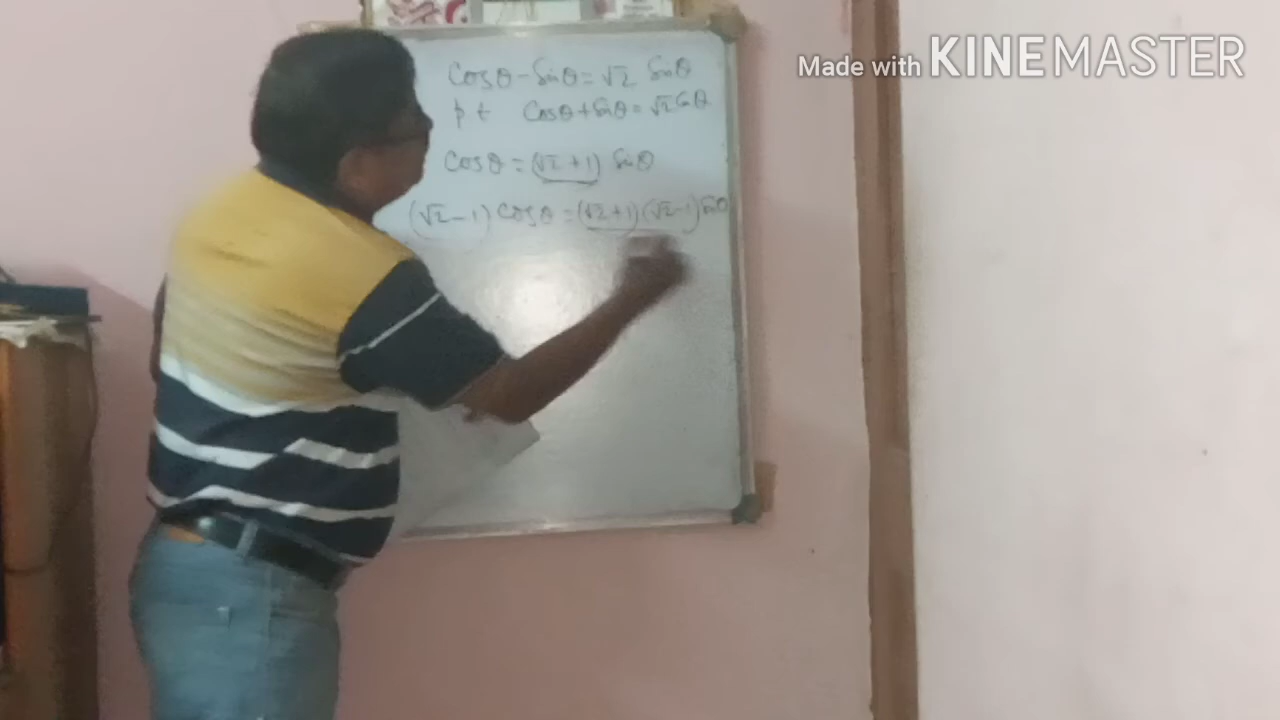 Made with KINEMASTER
Cosθ - Sinθ = √2 Sinθ
p t Cosθ + Sinθ = √2 Cosθ
Cosθ = (√2 + 1) Sinθ
(√2 - 1) Cosθ = (√2 + 1) (√2 - 1) Sinθ